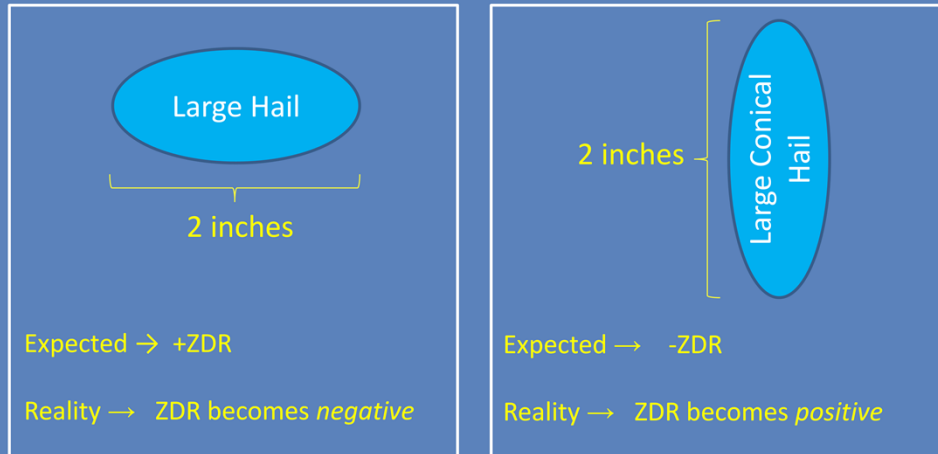 Large Hail
2 inches
Expected → +ZDR
Reality → ZDR becomes negative
Large Conical
Hail
2 inches
Expected → -ZDR
Reality → ZDR becomes positive